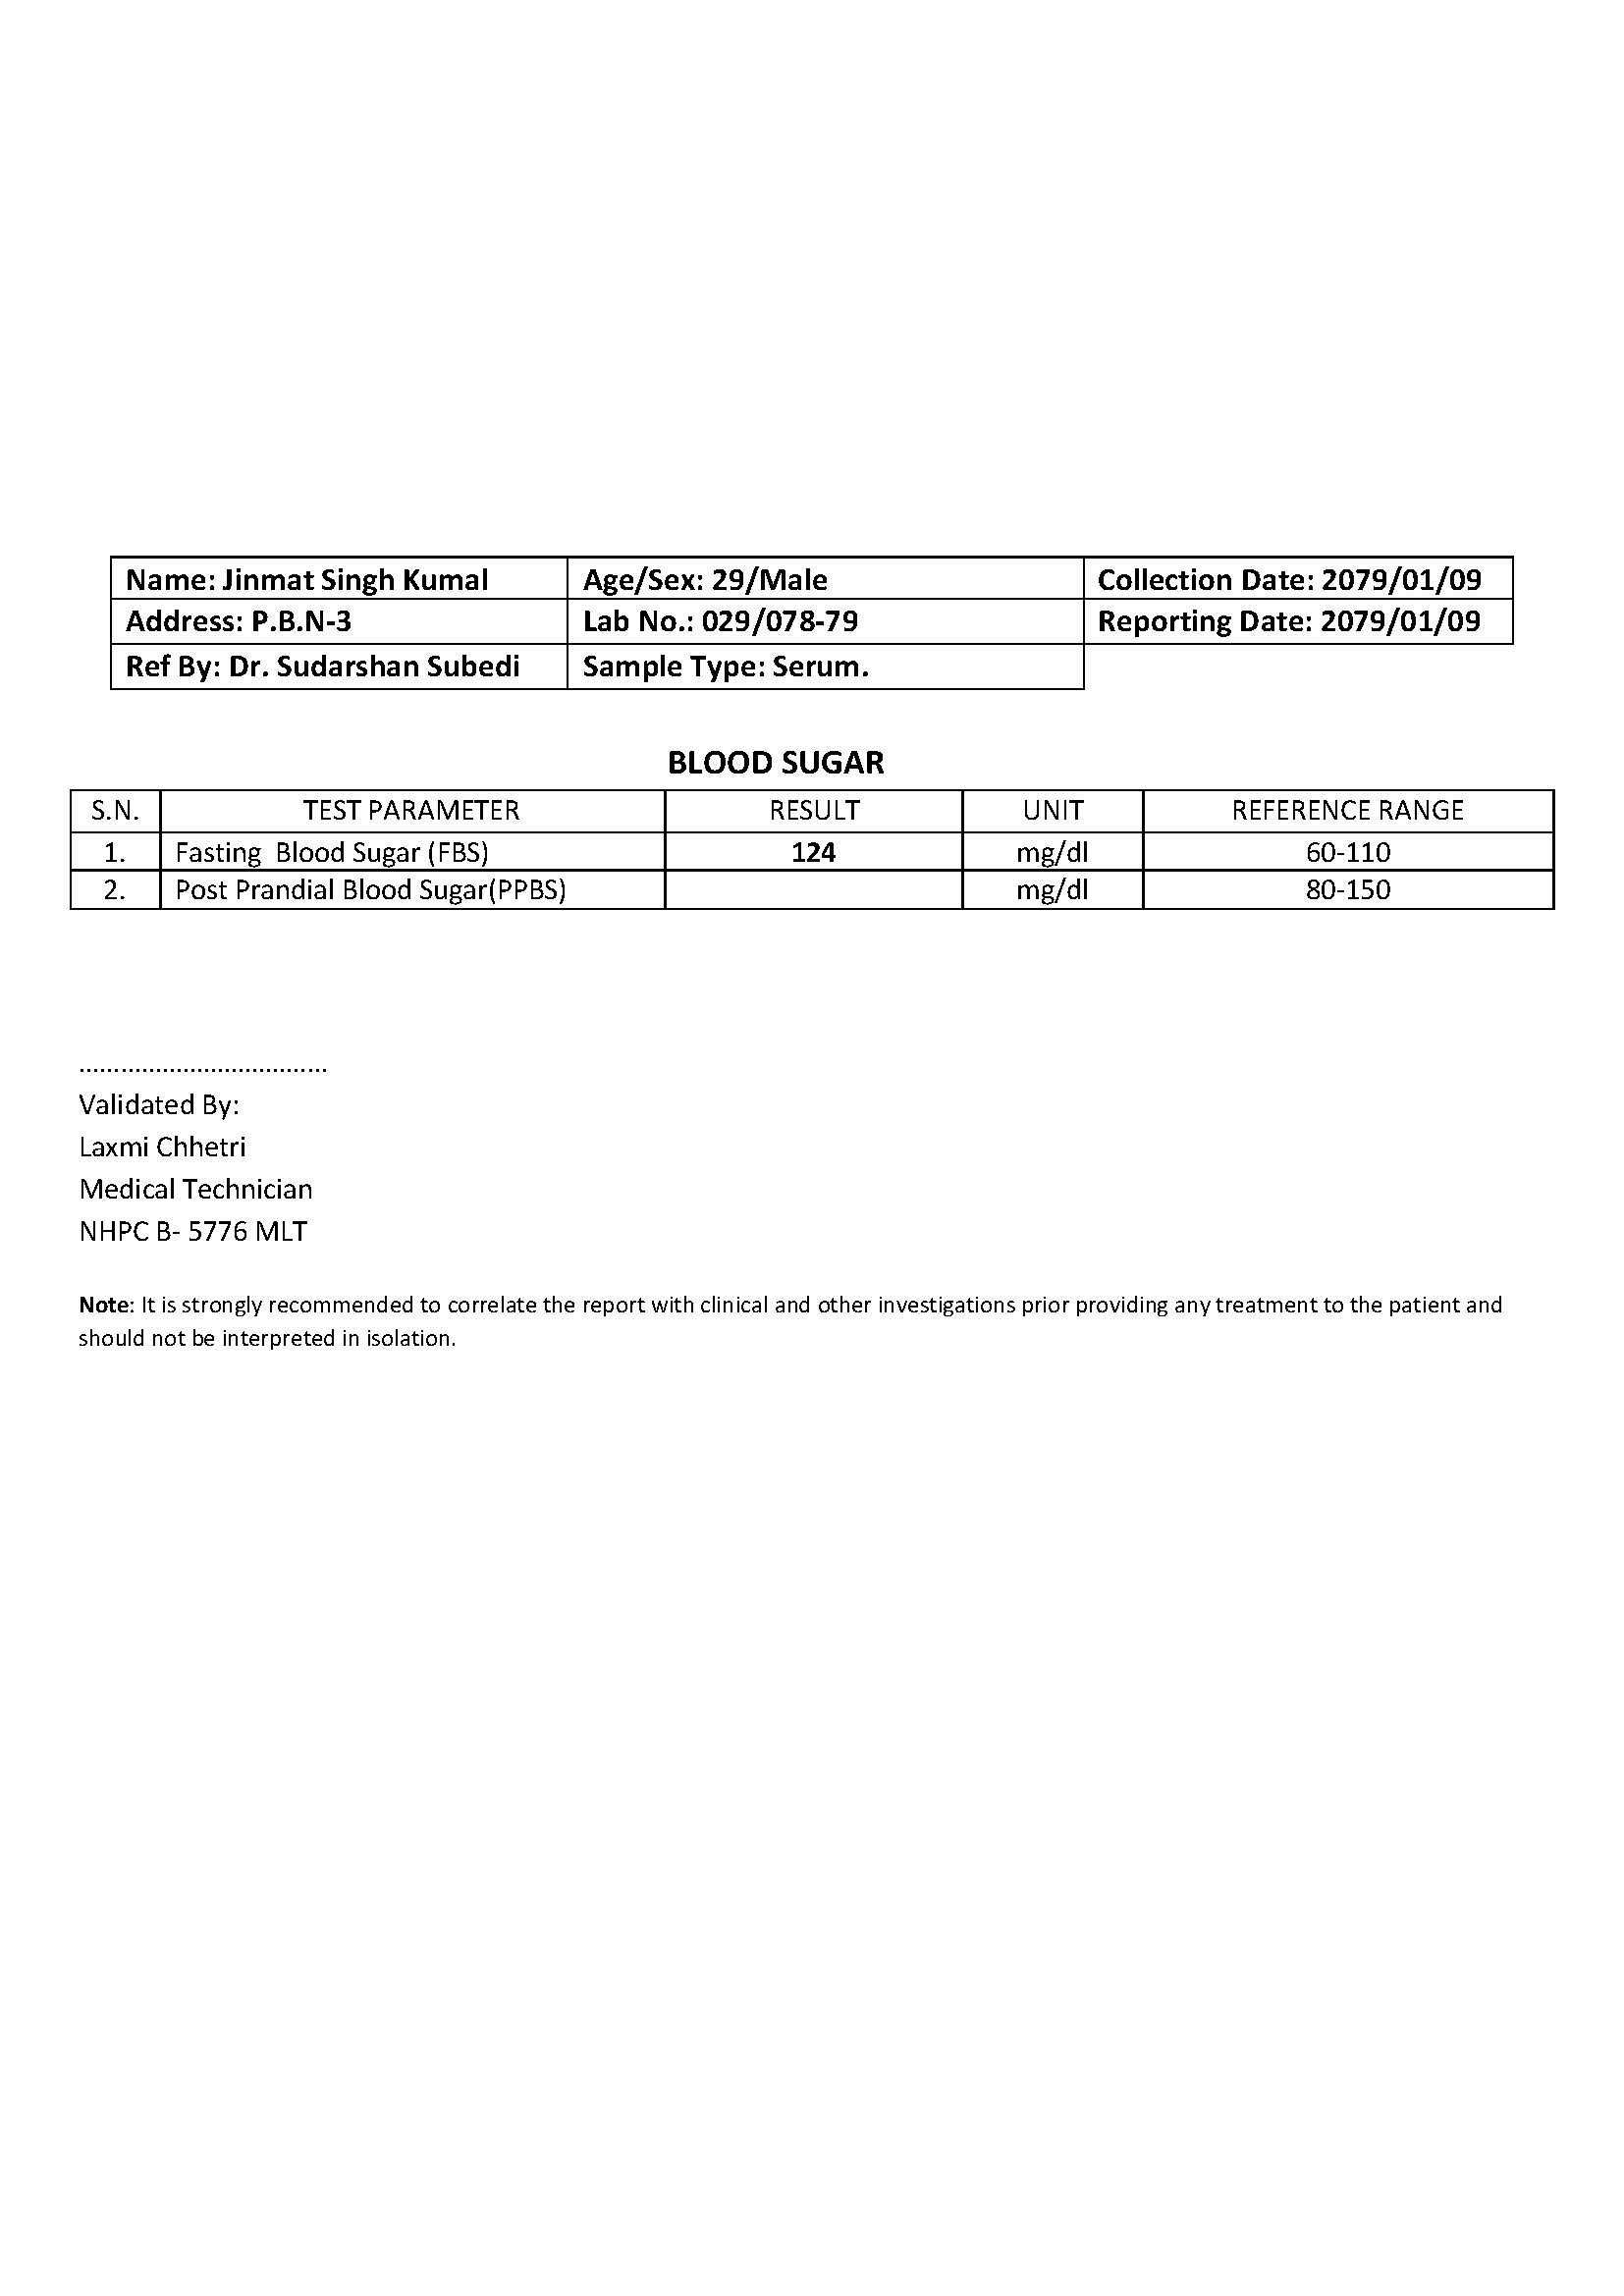 Name: Jinmat Singh Kumal Age/Sex: 29/Male Collection Date: 2079/01/09
Address: P.B.N-3 Lab No.: 029/078-79 Reporting Date: 2079/01/09
Ref By: Dr. Sudarshan Subedi Sample Type: Serum.
BLOOD SUGAR
S.N. TEST PARAMETER RESULT UNIT REFERENCE RANGE
1. Fasting Blood Sugar (FBS) 124 mg/dl 60-110
2. Post Prandial Blood Sugar(PPBS) mg/dl 80-150
....................................
Validated By:
Laxmi Chhetri
Medical Technician
NHPC B- 5776 MLT
Note: It is strongly recommended to correlate the report with clinical and other investigations prior providing any treatment to the patient and
should not be interpreted in isolation.